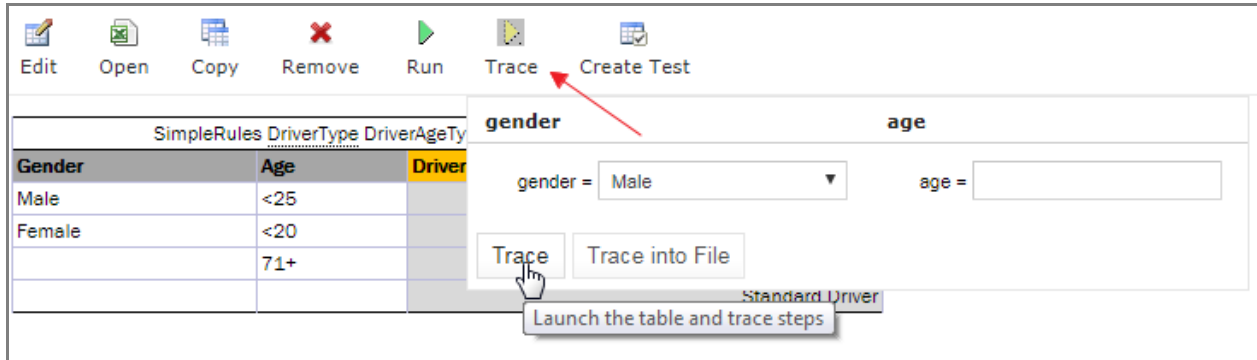 Edit Open Copy Remove Run Trace Create Test
SimpleRules DriverType DriverAgeTy
gender age
Gender Age Driver
gender = Male age =
Male <25
Female <20
71+
Trace Trace into File
Standard Driver
Launch the table and trace steps